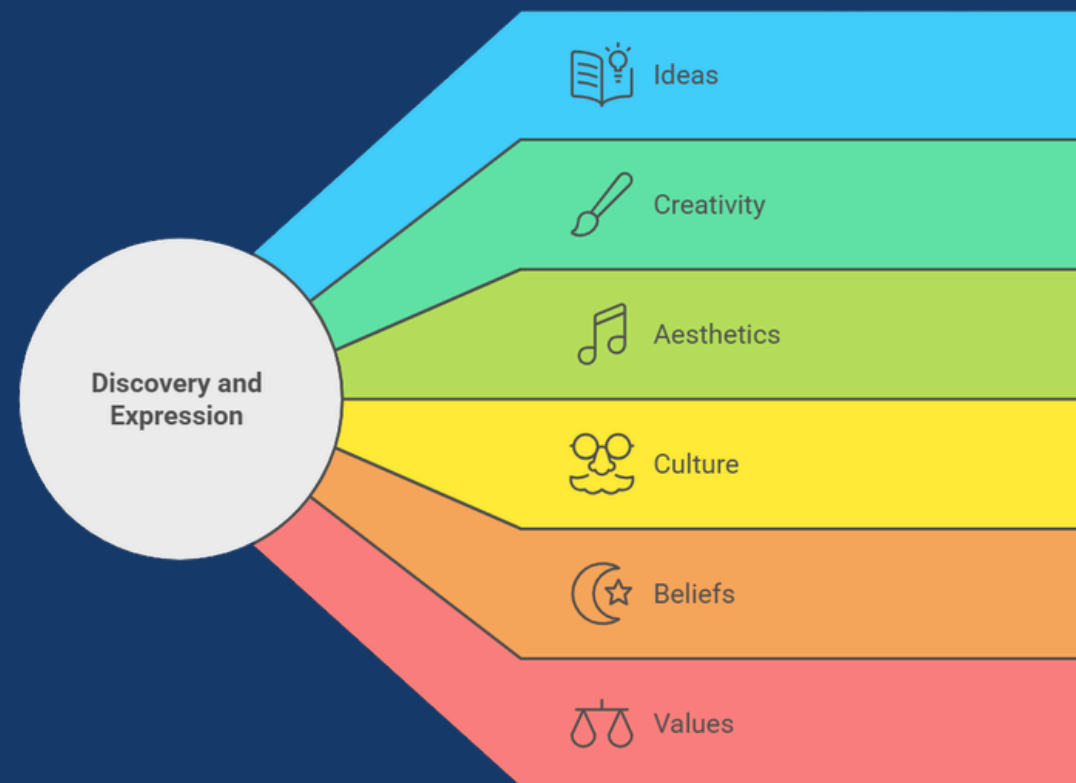 Discovery and
Expression
Ideas
Creativity
Aesthetics
Culture
Beliefs
Values